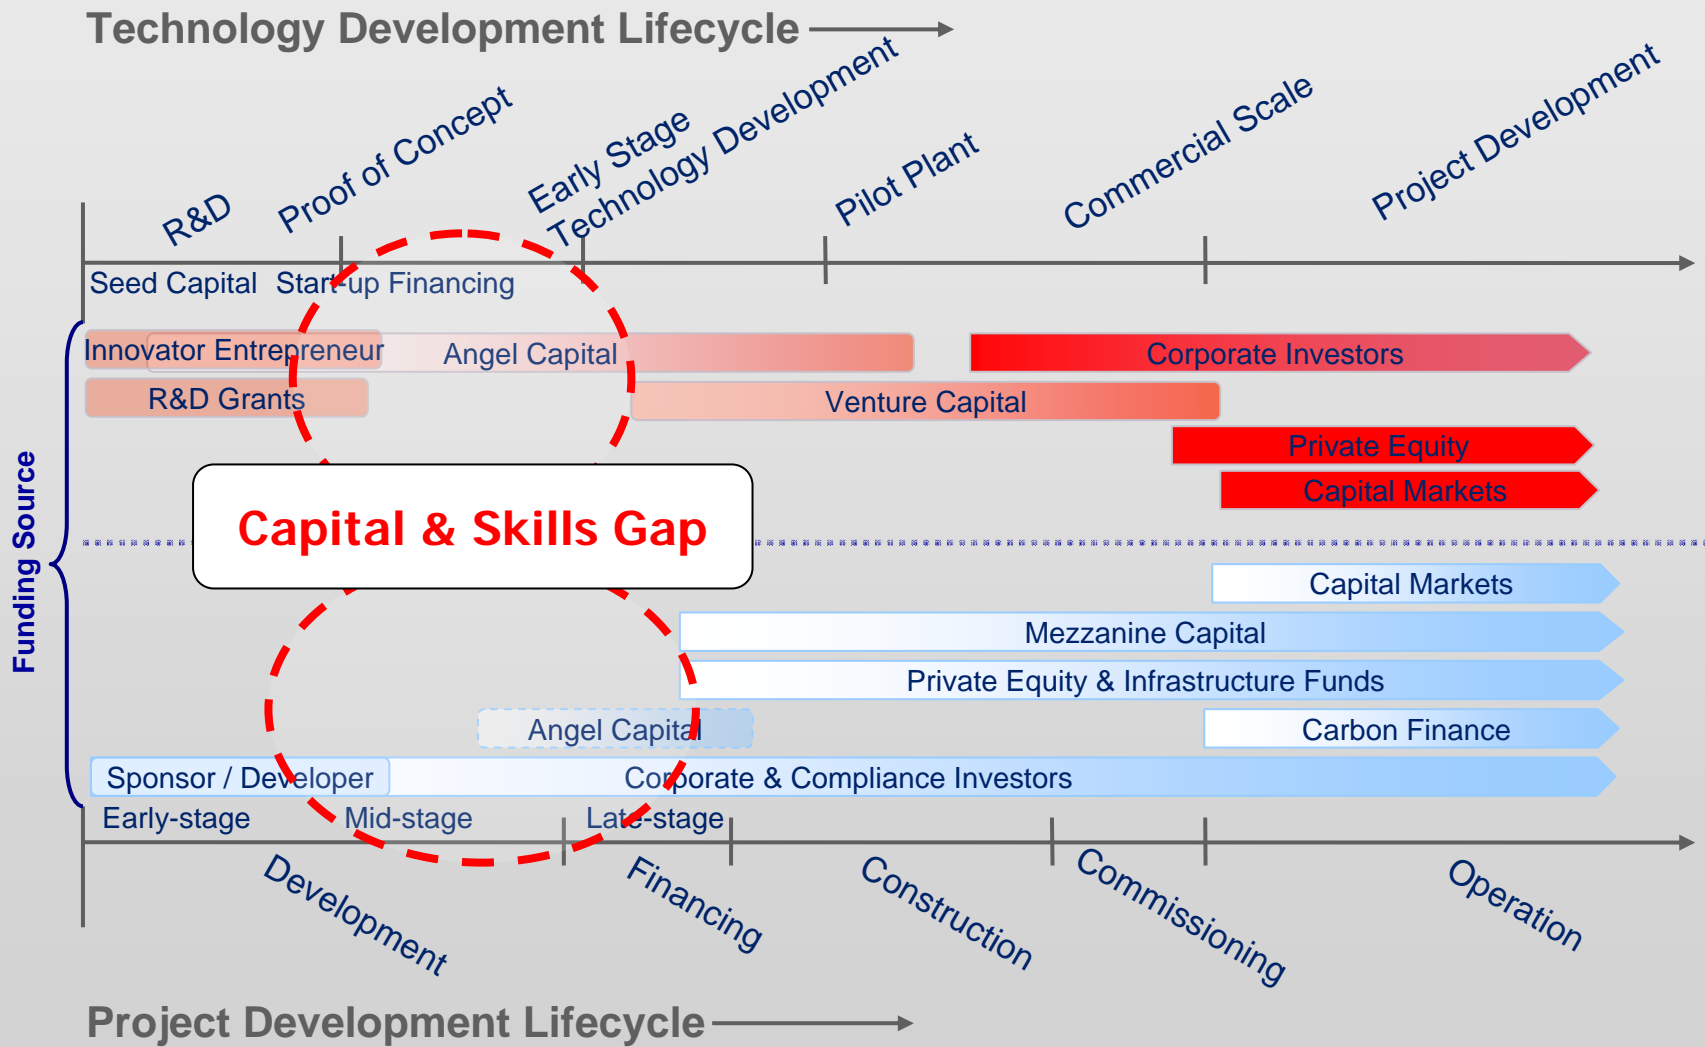 Technology Development Lifecycle
R&D
Proof of Concept
Early Stage
Technology Development
Pilot Plant
Commercial Scale
Project Development
Seed Capital
Start-up Financing
Innovator Entrepreneur
Angel Capital
Corporate Investors
R&D Grants
Venture Capital
Private Equity
Capital Markets
Funding Source
Capital & Skills Gap
Capital Markets
Mezzanine Capital
Private Equity & Infrastructure Funds
Angel Capital
Carbon Finance
Sponsor / Developer
Corporate & Compliance Investors
Early-stage
Mid-stage
Late-stage
Development
Financing
Construction
Commissioning
Operation
Project Development Lifecycle